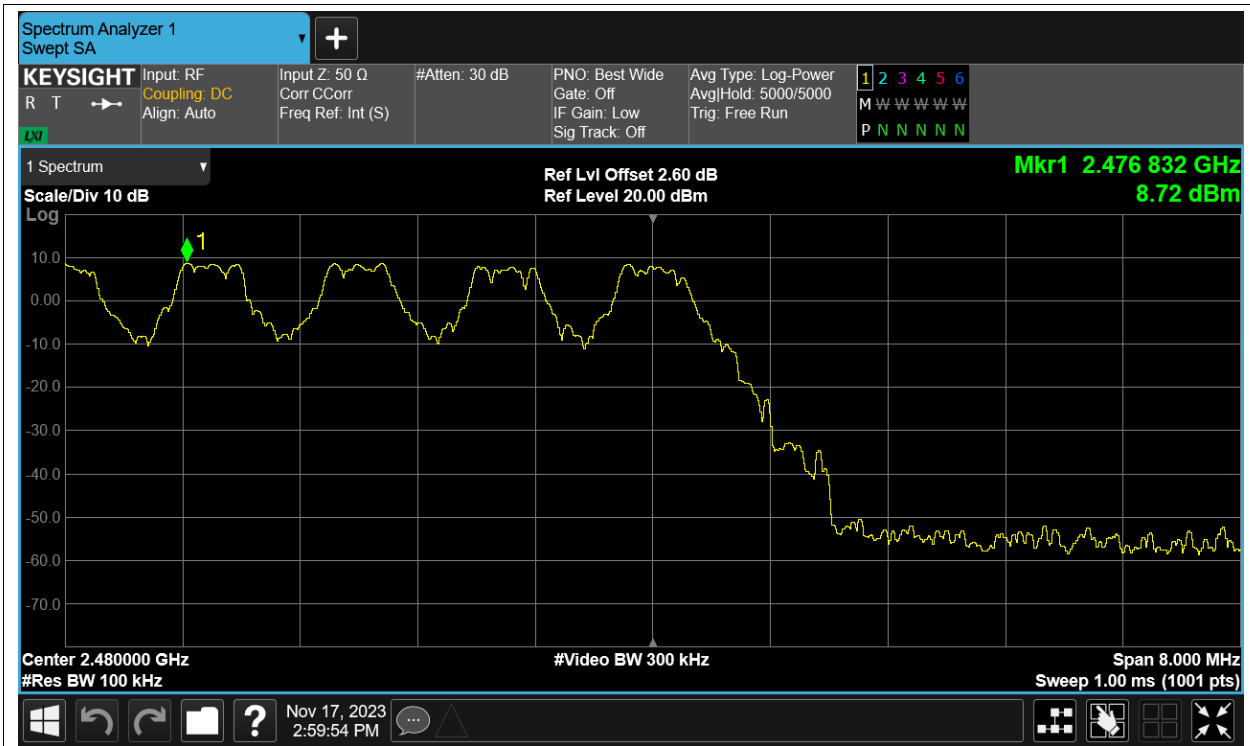 Spectrum Analyzer 1
Swept SA
+
KEYSIGHT
R T
LXI
Input: RF
Coupling: DC
Align: Auto
Input Z: 50 Ω
Corr CCorr
Freq Ref: Int (S)
#Atten: 30 dB
PNO: Best Wide
Gate: Off
IF Gain: Low
Sig Track: Off
Avg Type: Log-Power
Avg|Hold: 5000/5000
Trig: Free Run
1 2 3 4 5 6
M W W W W W
P N N N N N
1 Spectrum
Scale/Div 10 dB
Log
Ref Lvl Offset 2.60 dB
Ref Level 20.00 dBm
Mkr1 2.476 832 GHz
8.72 dBm
1
10.0
0.00
-10.0
-20.0
-30.0
-40.0
-50.0
-60.0
-70.0
Center 2.480000 GHz
#Res BW 100 kHz
#Video BW 300 kHz
Span 8.000 MHz
Sweep 1.00 ms (1001 pts)
?
Nov 17, 2023
2:59:54 PM